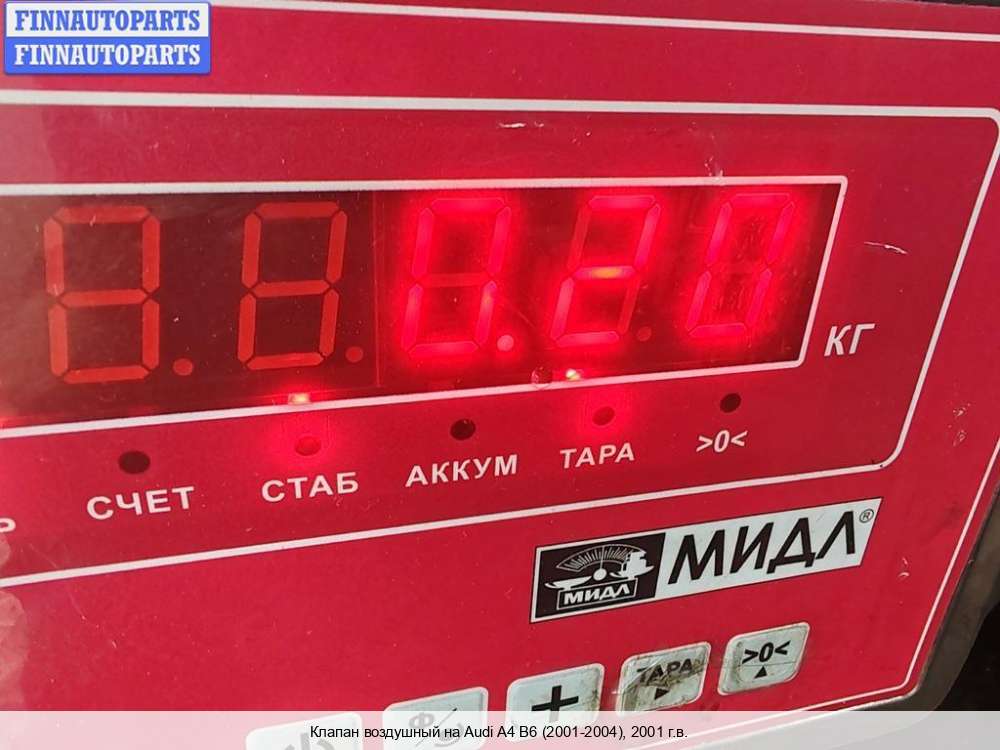 FINNAUTOPARTS
FINNAUTOPARTS
0.20
КГ
СЧЕТ СТАБ АККУМ ТАРА >0<
МИДЛ МИДЛ®
+ ТАРА >0<
Клапан воздушный на Audi A4 B6 (2001-2004), 2001 г.в.